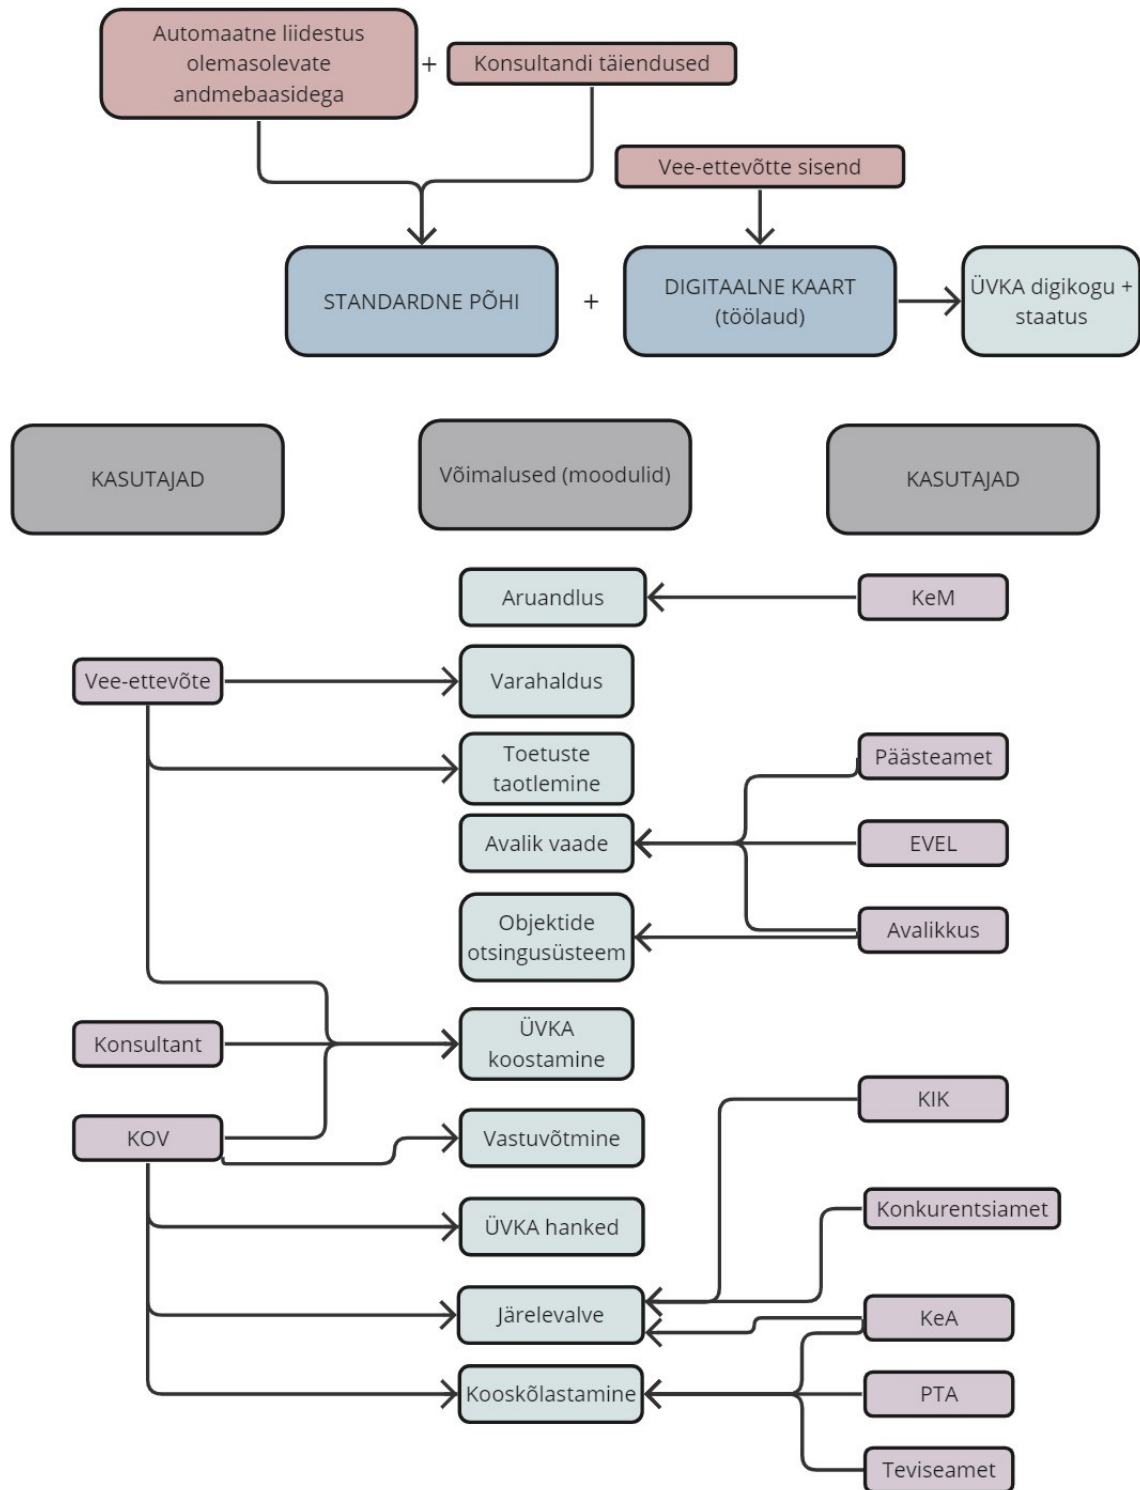 Automaatne liidestus
olemasolevate
andmebaasidega
+
Konsultandi täiendused
Vee-ettevõtte sisend
STANDARDNE PÕHI
+
DIGITAALNE KAART
(töölaud)
ÜVKA digikogu +
staatus
KASUTAJAD
Võimalused (moodulid)
KASUTAJAD
Aruandlus
KeM
Vee-ettevõte
Varahaldus
Toetuste
taotlemine
Päästeamet
Avalik vaade
EVEL
Objektide
otsingusüsteem
Avalikkus
Konsultant
ÜVKA
koostamine
KIK
KOV
Vastuvõtmine
Konkurentsiamet
ÜVKA hanked
Järelevalve
KeA
Kooskõlastamine
PTA
Teviseamet